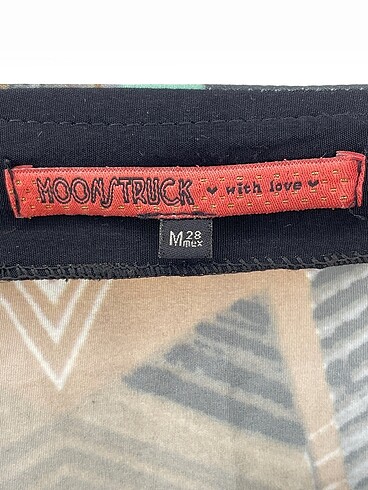 MOONSTRUCK ♥ with love ♥
M 28
mex